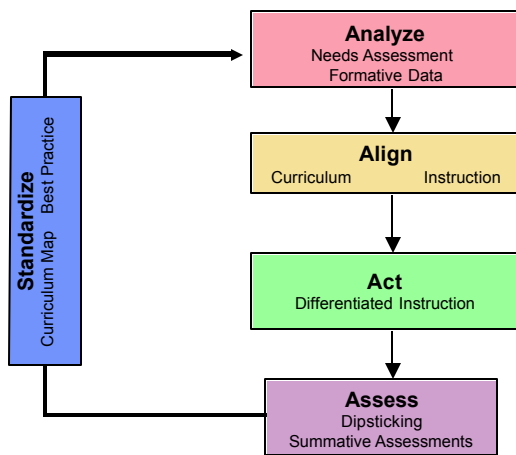 Analyze
Needs Assessment
Formative Data
Align
Curriculum Instruction
Act
Differentiated Instruction
Assess
Dipsticking
Summative Assessments
Standardize
Curriculum Map Best Practice